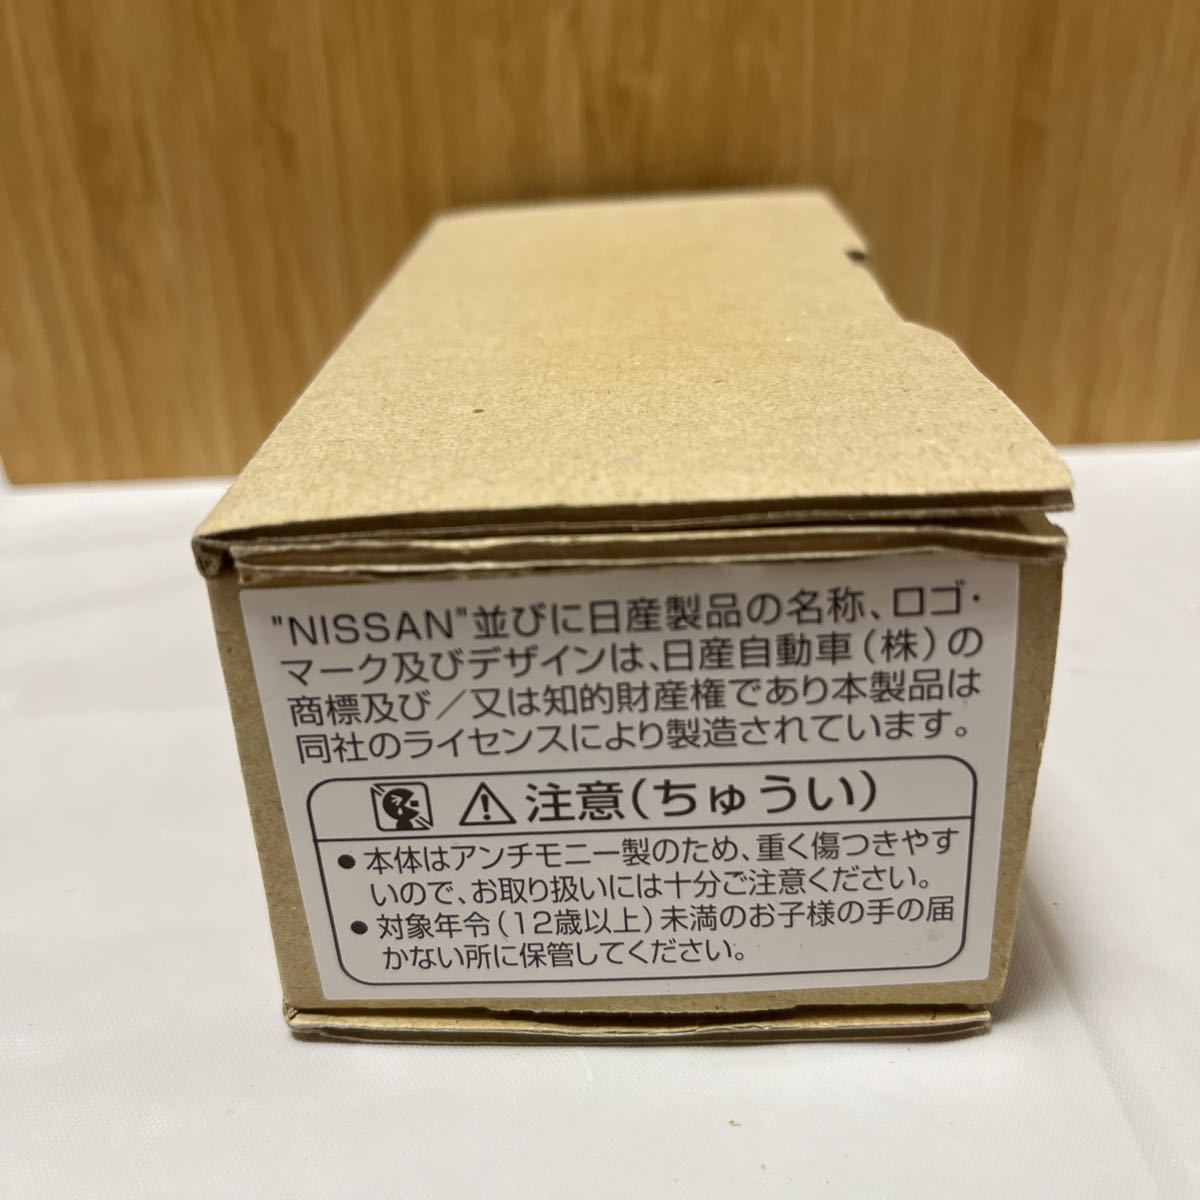 "NISSAN"並びに日産製品の名称、ロゴ・
マーク及びデザインは、日産自動車(株)の
商標及び／又は知的財産権であり本製品は
同社のライセンスにより製造されています。
注意(ちゅうい)
●本体はアンチモニー製のため、重く傷つきやす
いので、お取り扱いには十分ご注意ください。
●対象年令(12歳以上)未満のお子様の手の届
かない所に保管してください。